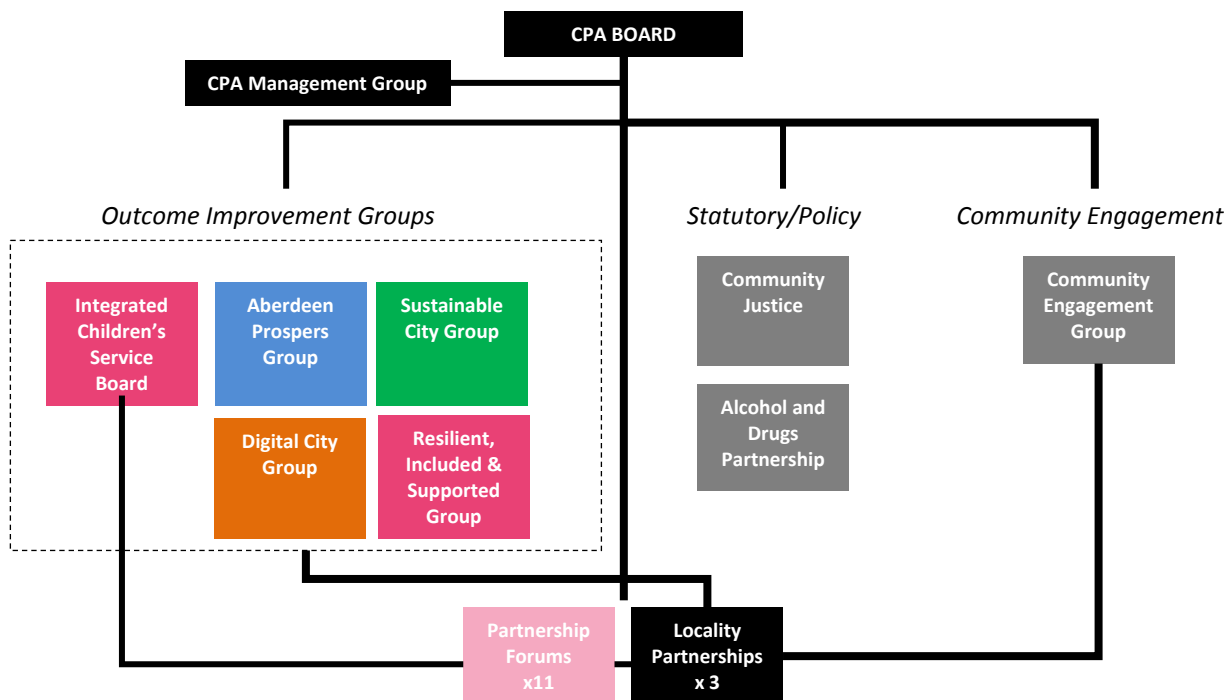 CPA BOARD
CPA Management Group
Outcome Improvement Groups
Statutory/Policy
Community Engagement
Integrated
Children’s
Service
Board
Aberdeen
Prospers
Group
Sustainable
City Group
Community
Justice
Community
Engagement
Group
Digital City
Group
Resilient,
Included &
Supported
Group
Alcohol and
Drugs
Partnership
Partnership
Forums
x11
Locality
Partnerships
x 3